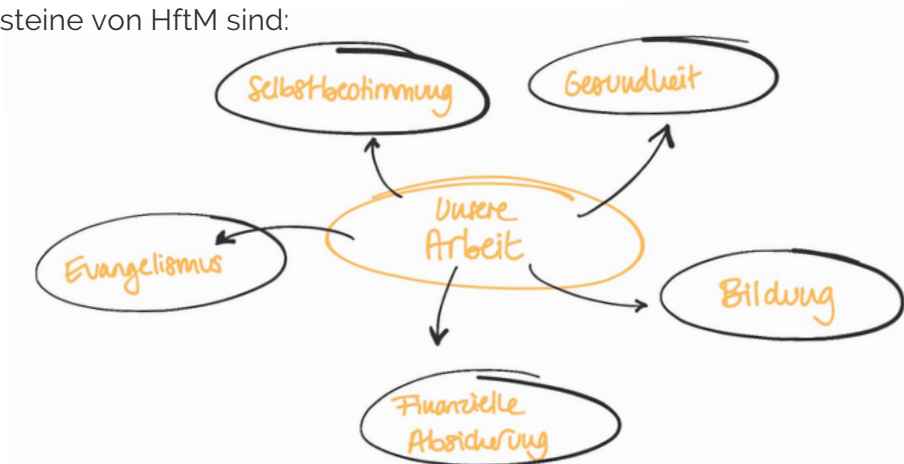 steine von HftM sind:
Selbstbestimmung
Gesundheit
Unsere
Arbeit
Evangelismus
Bildung
Finanzielle
Absicherung